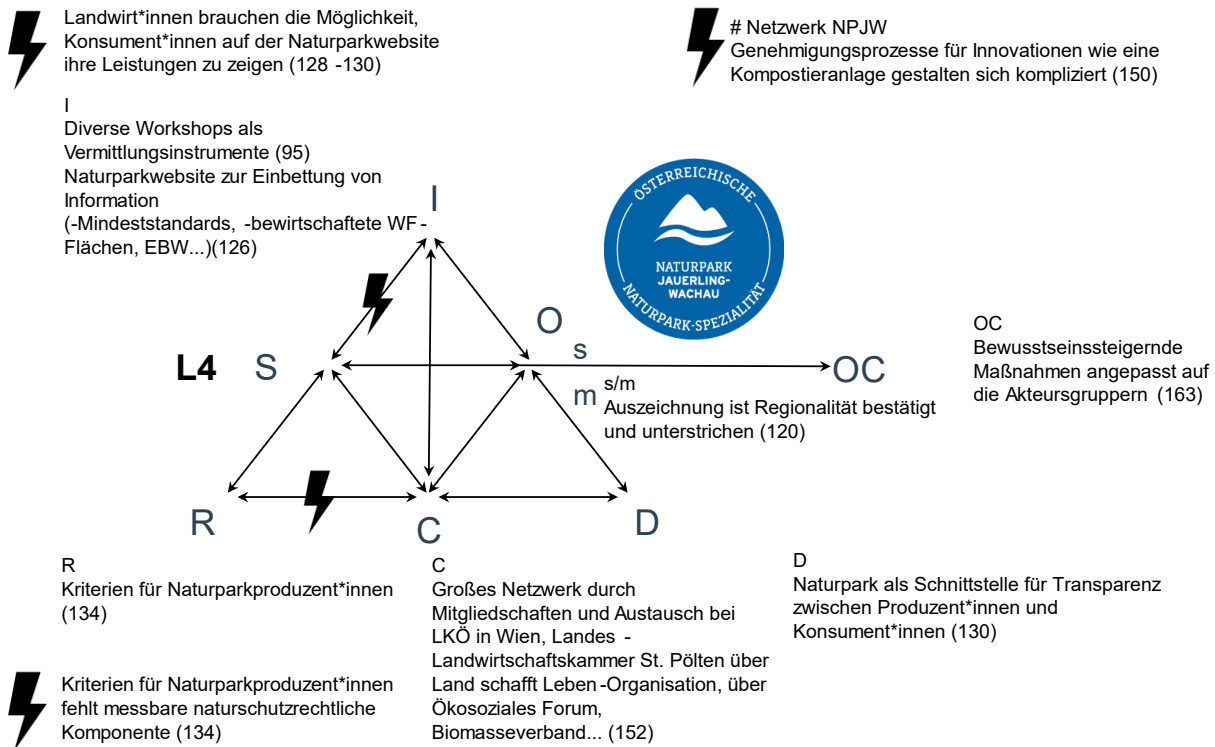 Landwirt*innen brauchen die Möglichkeit,
Konsument*innen auf der Naturparkwebsite
ihre Leistungen zu zeigen (128 -130)
# Netzwerk NPJW
Genehmigungsprozesse für Innovationen wie eine
Kompostieranlage gestalten sich kompliziert (150)
I
Diverse Workshops als
Vermittlungsinstrumente (95)
Naturparkwebsite zur Einbettung von
Information
(-Mindeststandards, -bewirtschaftete WF -
Flächen, EBW...)(126)
I
ÖSTERREICHISCHE
NATURPARK
JAUERLING-
WACHAU
NATURPARK-SPEZIALITÄT
L4
S
O
s
m
OC
s/m
Auszeichnung ist Regionalität bestätigt
und unterstrichen (120)
OC
Bewusstseinssteigernde
Maßnahmen angepasst auf
die Akteursgruppern (163)
R
C
D
R
Kriterien für Naturparkproduzent*innen
(134)
Kriterien für Naturparkproduzent*innen
fehlt messbare naturschutzrechtliche
Komponente (134)
C
Großes Netzwerk durch
Mitgliedschaften und Austausch bei
LKÖ in Wien, Landes -
Landwirtschaftskammer St. Pölten über
Land schafft Leben -Organisation, über
Ökosoziales Forum,
Biomasseverband... (152)
D
Naturpark als Schnittstelle für Transparenz
zwischen Produzent*innen und
Konsument*innen (130)